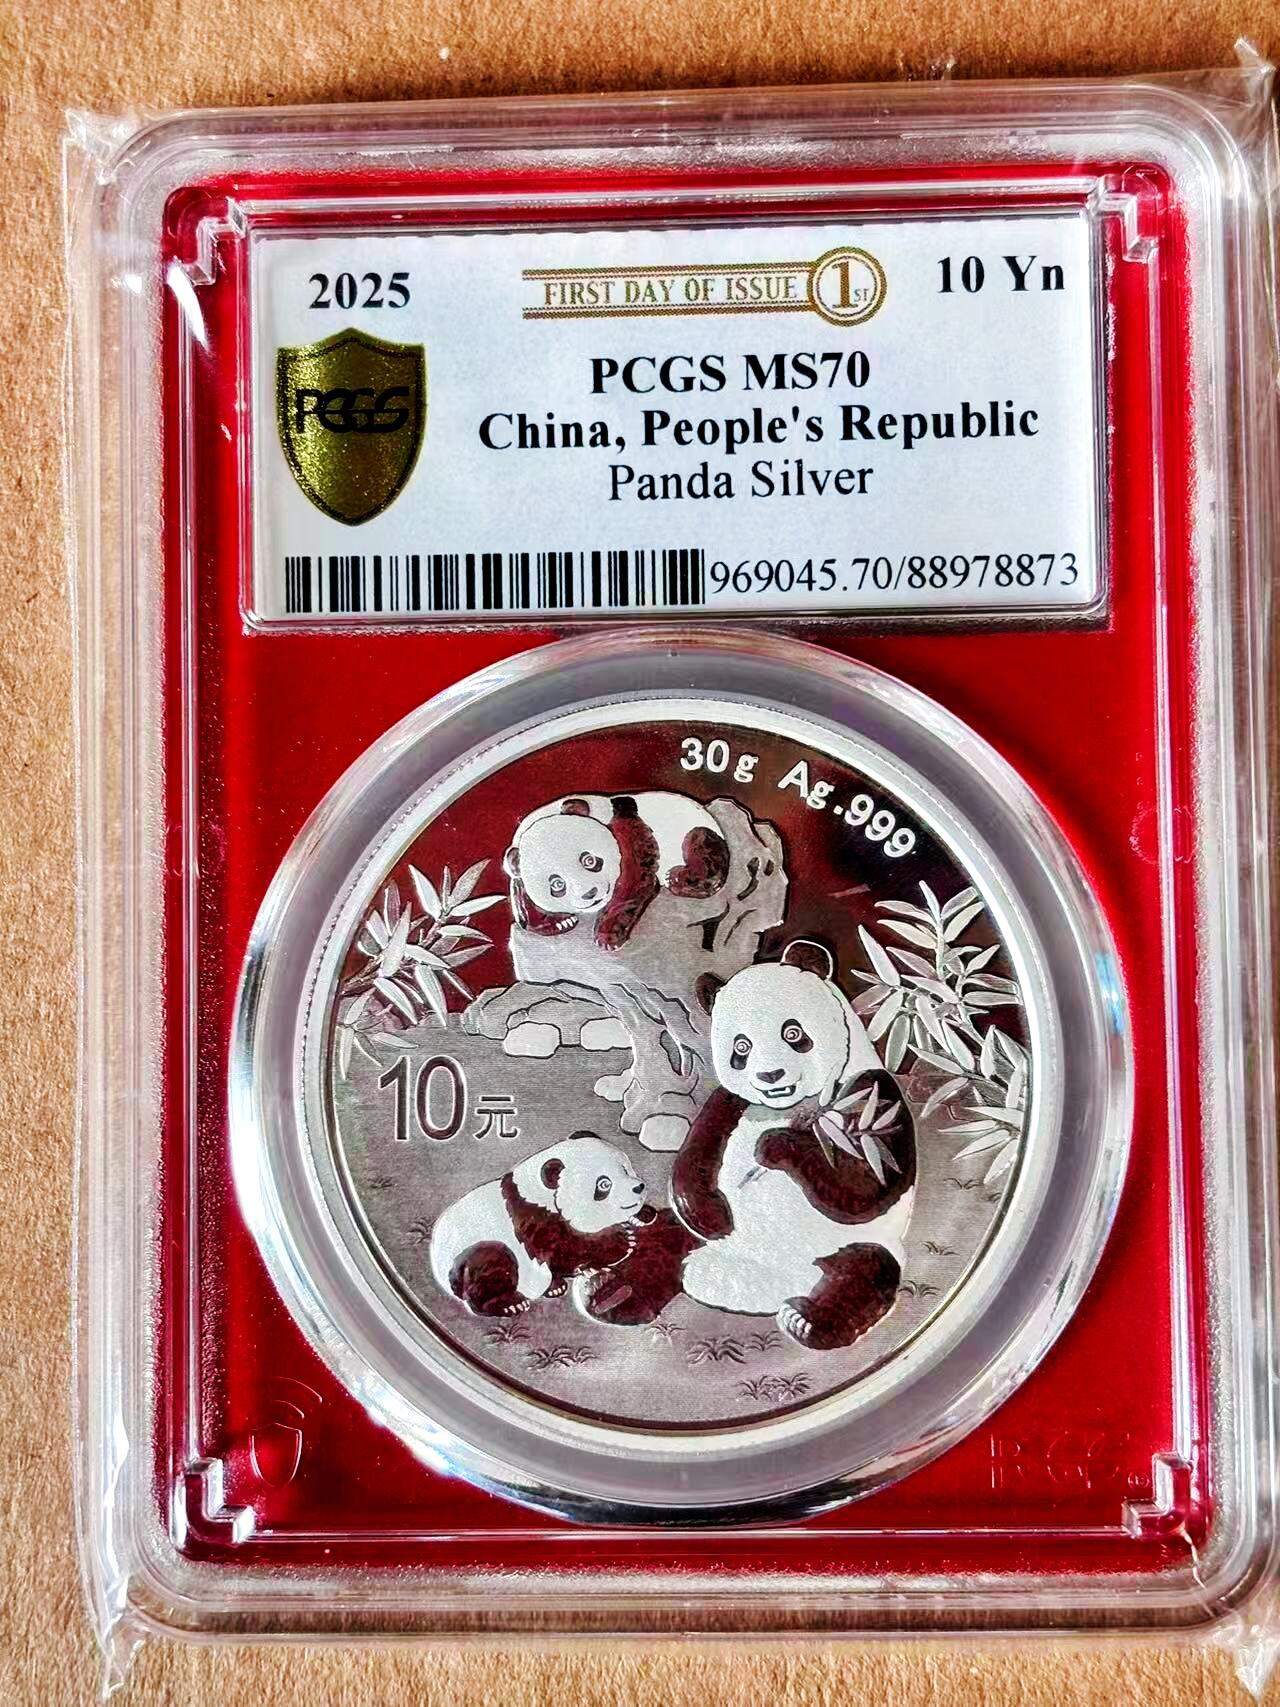 2025
FIRST DAY OF ISSUE 1ST
10 Yn
PCGS
PCGS MS70
China, People's Republic
Panda Silver
969045.70/88978873
30g Ag.999
10元
PCGS